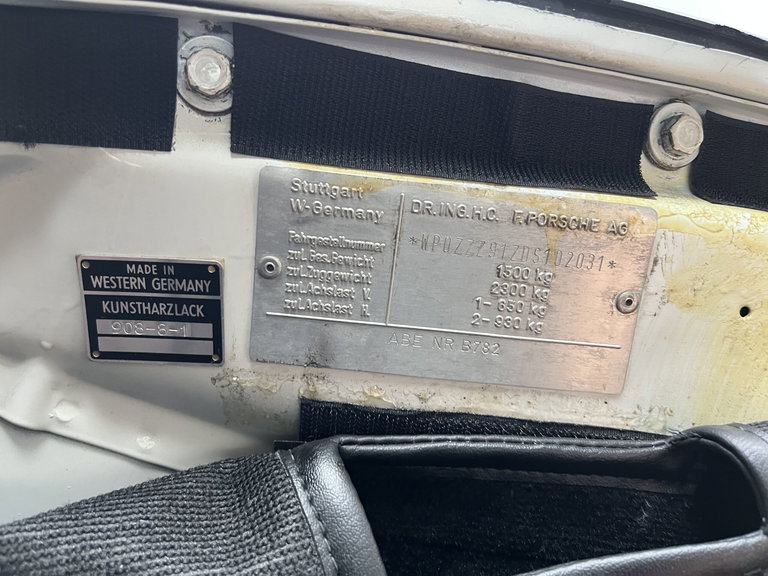 MADE IN
WESTERN GERMANY
KUNSTHARZLACK
908-8-1
Stuttgart
W-Germany
DR.ING.H.C. F.PORSCHE AG
Fahrgestellnummer *WP0ZZZ91ZDS102031*
zul.Ges.Gewicht 1500 kg
zul.Zuggewicht 2300 kg
zul.Achslast V. 1- 650 kg
zul.Achslast H. 2- 930 kg
ABE NR B782